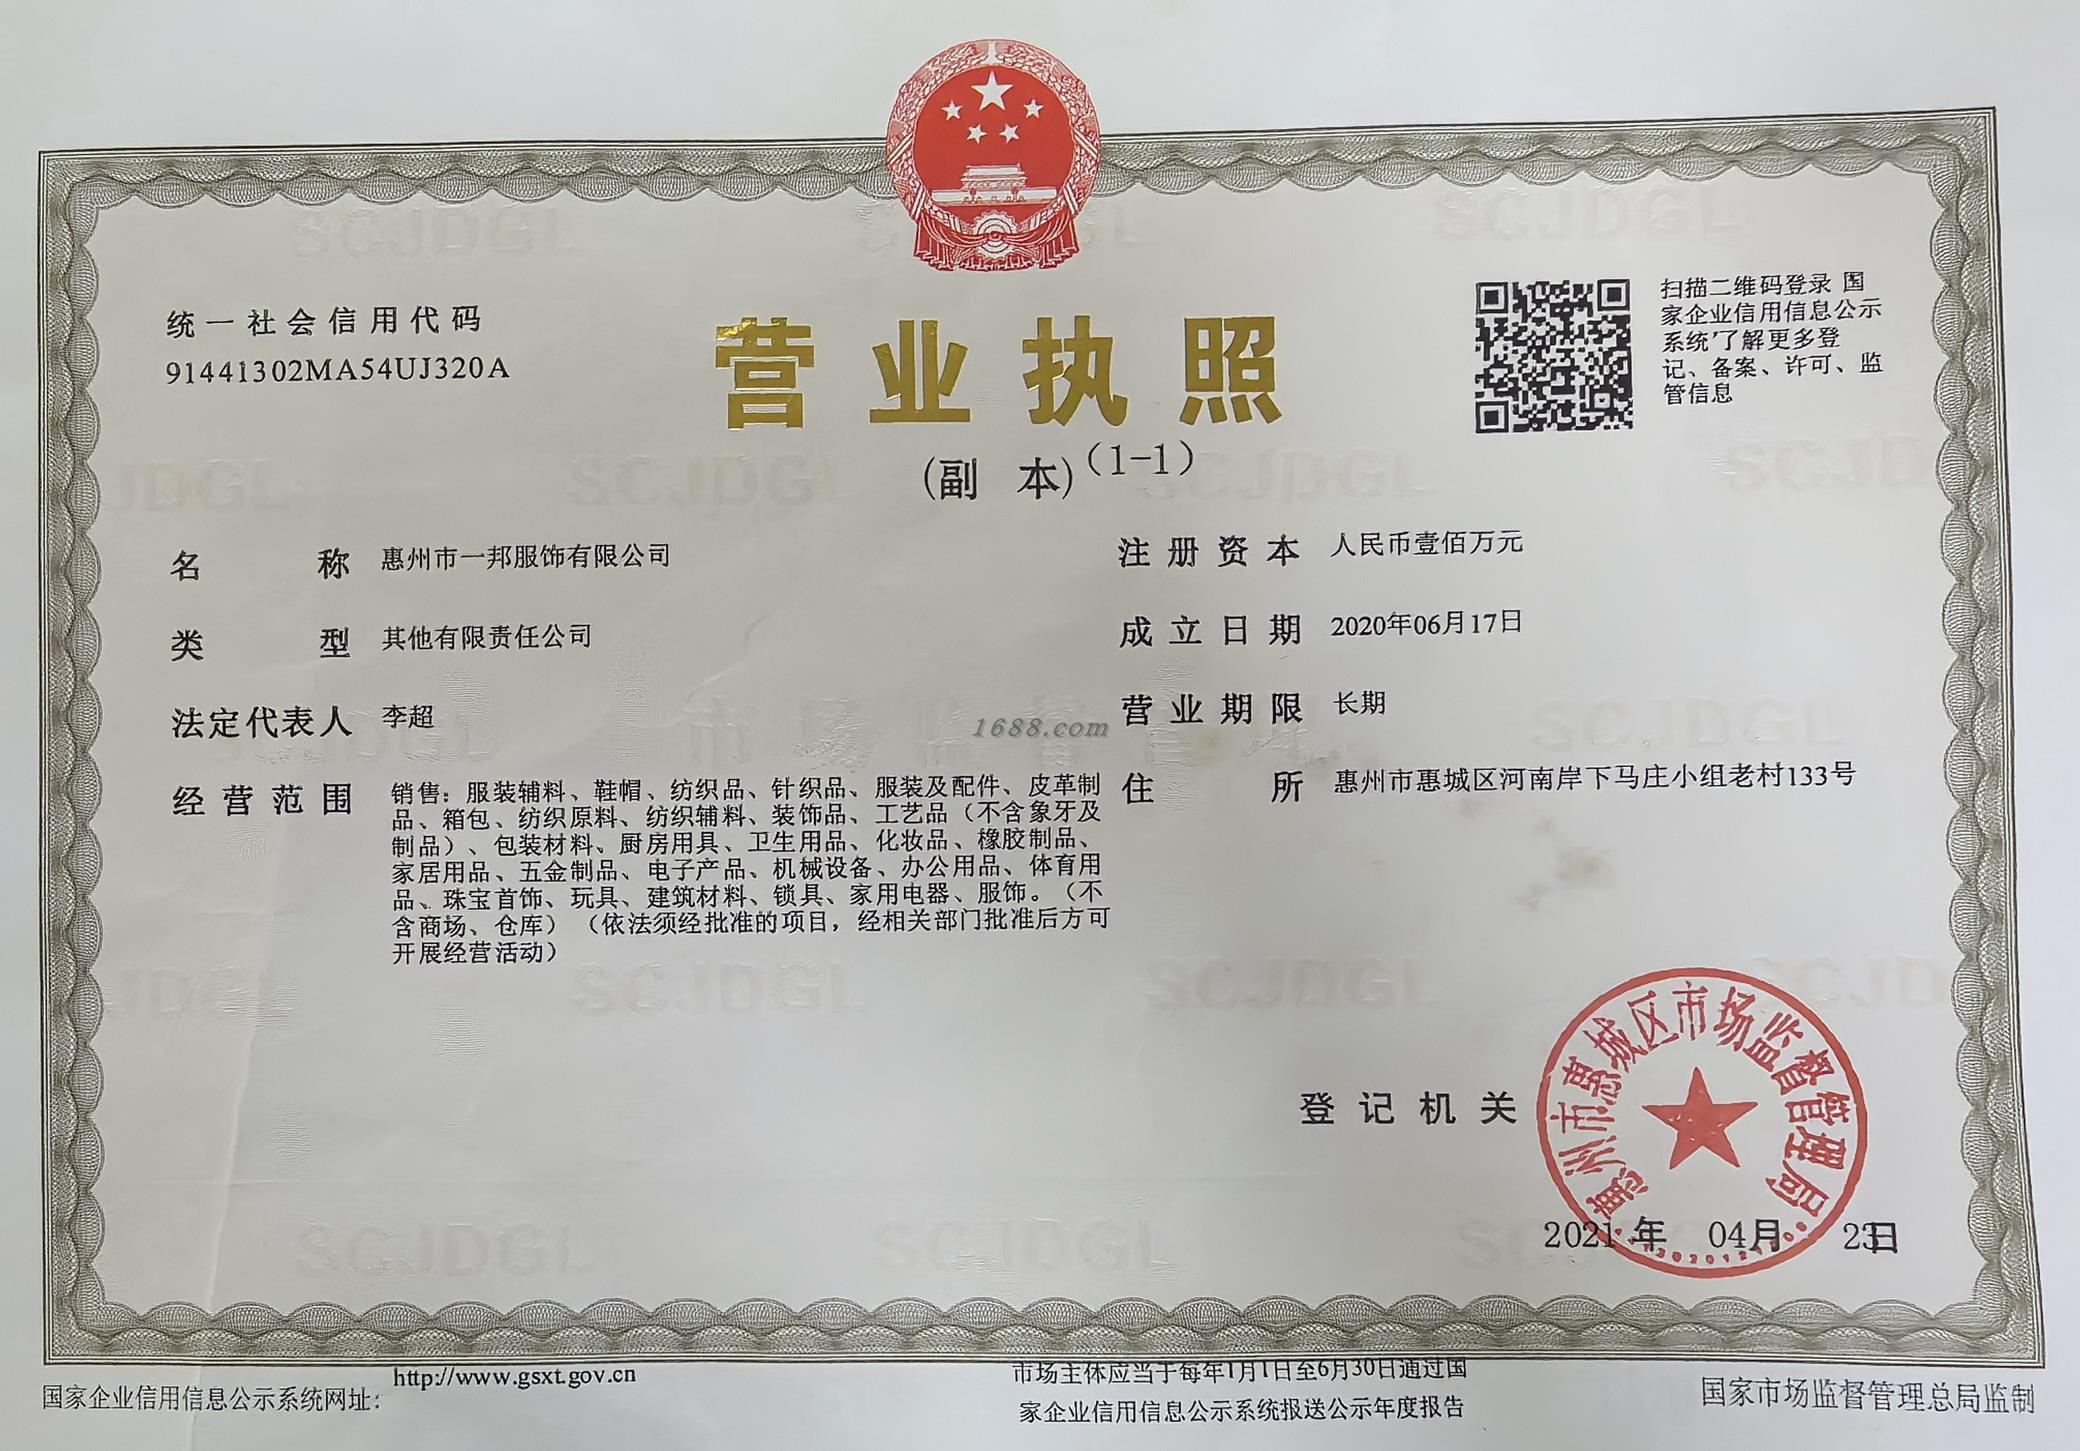 统一社会信用代码
91441302MA54UJ320A
营业执照
(副 本)(1-1)
扫描二维码登录 国
家企业信用信息公示
系统'了解更多登
记、备案、许可、监
管信息
名 称 惠州市一邦服饰有限公司
类 型 其他有限责任公司
法定代表人 李超
经营范围 销售：服装辅料、鞋帽、纺织品、针织品、服装及配件、皮革制
品、箱包、纺织原料、纺织辅料、装饰品、工艺品（不含象牙及
制品）、包装材料、厨房用具、卫生用品、化妆品、橡胶制品、
家居用品、五金制品、电子产品、机械设备、办公用品、体育用
品、珠宝首饰、玩具、建筑材料、锁具、家用电器、服饰。（不
含商场、仓库）（依法须经批准的项目，经相关部门批准后方可
开展经营活动）
注册资本 人民币壹佰万元
成立日期 2020年06月17日
营业期限 长期
住 所 惠州市惠城区河南岸下马庄小组老村133号
1688.com
登记机关
惠州市惠城区市场监督管理局
2021 年 04月 23日
http://www.gsxt.gov.cn
国家企业信用信息公示系统网址：
市场主体应当于每年1月1日至6月30日通过国
家企业信用信息公示系统报送公示年度报告
国家市场监督管理总局监制